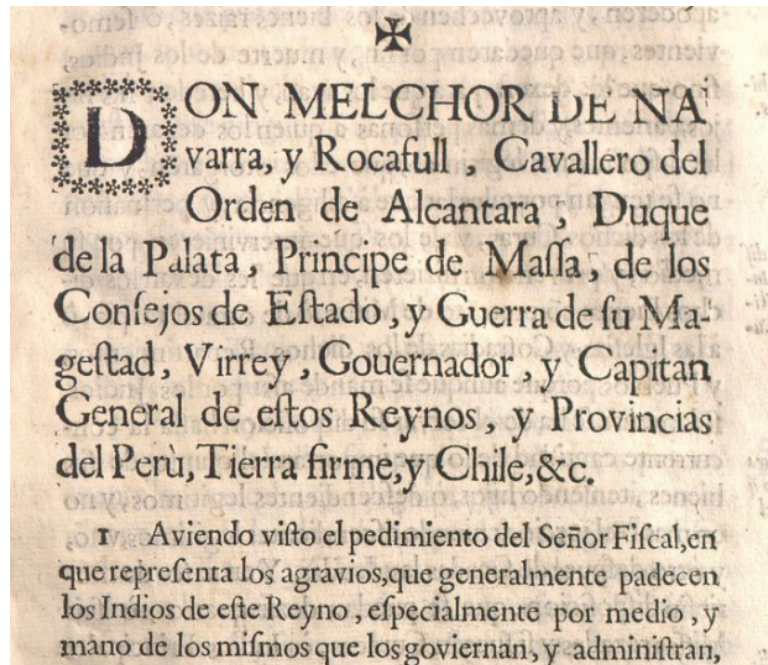 ✠
DON MELCHOR DE NA-
varra, y Rocafull, Cavallero del
Orden de Alcantara, Duque
de la Palata, Principe de Maſſa, de los
Conſejos de Eſtado, y Guerra de ſu Ma-
geſtad, Virrey, Gouernador, y Capitan
General de eſtos Reynos, y Provincias
del Perù, Tierra firme, y Chile, &c.
1 Aviendo viſto el pedimiento del Señor Fiſcal, en
que repreſenta los agravios, que generalmente padecen
los Indios de eſte Reyno, eſpecialmente por medio, y
mano de los miſmos que los goviernan, y adminiſtran,